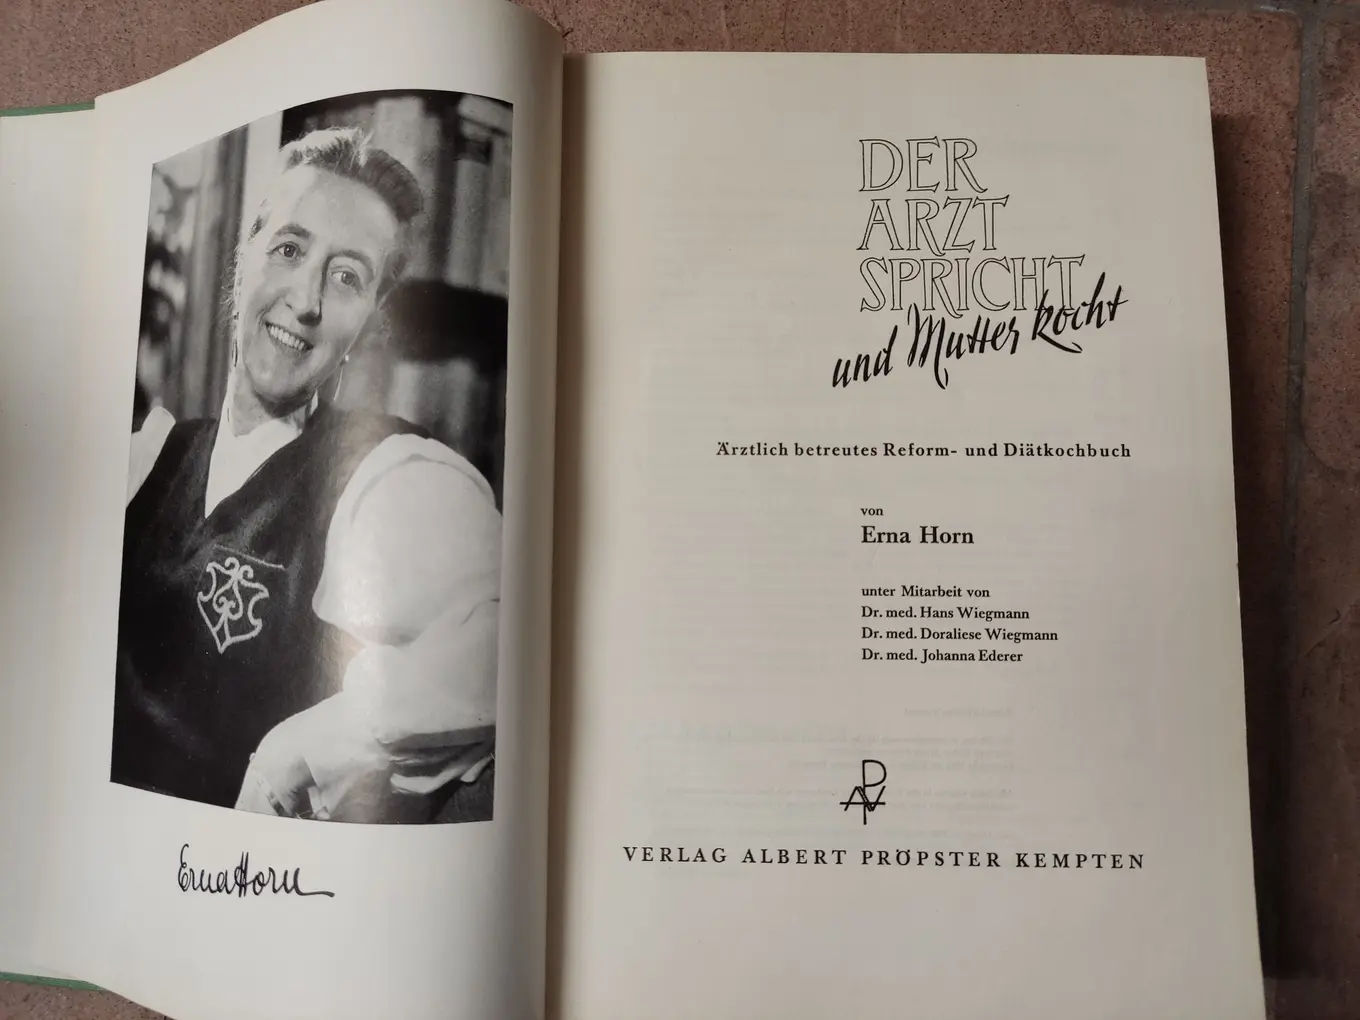 Erna Horn
DER
ARZT
SPRICHT
und Mutter kocht
Ärztlich betreutes Reform- und Diätkochbuch
von
Erna Horn
unter Mitarbeit von
Dr. med. Hans Wiegmann
Dr. med. Doraliese Wiegmann
Dr. med. Johanna Ederer
APV
VERLAG ALBERT PRÖPSTER KEMPTEN